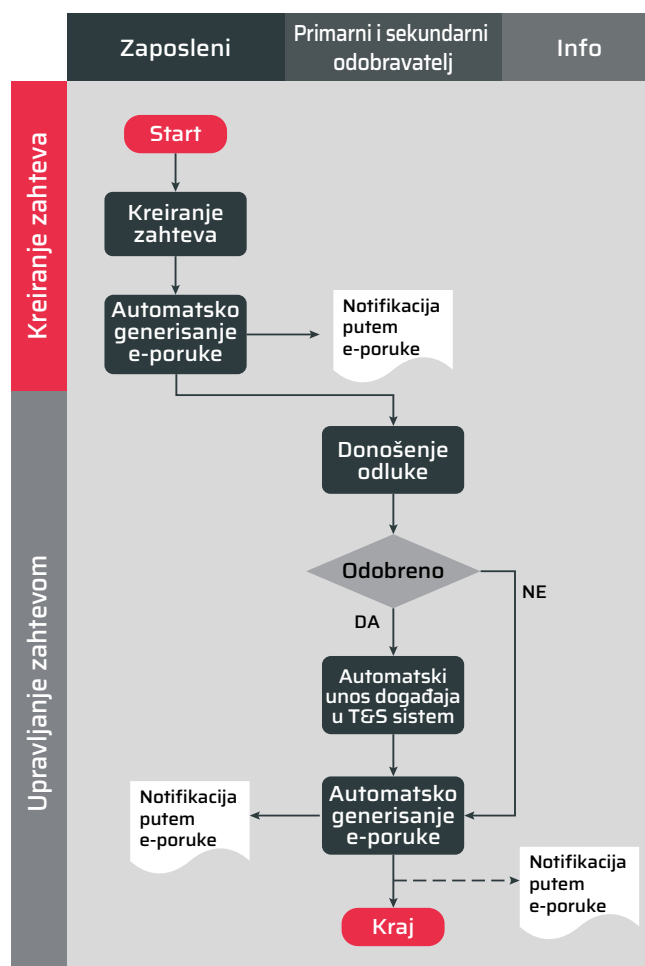 Zaposleni
Primarni i sekundarni
odobravatelj
Info
Kreiranje zahteva
Start
Kreiranje
zahteva
Automatsko
generisanje
e-poruke
Notifikacija
putem
e-poruke
Upravljanje zahtevom
Donošenje
odluke
Odobreno
NE
DA
Automatski
unos događaja
u T&S sistem
Automatsko
generisanje
e-poruke
Notifikacija
putem
e-poruke
Notifikacija
putem
e-poruke
Kraj